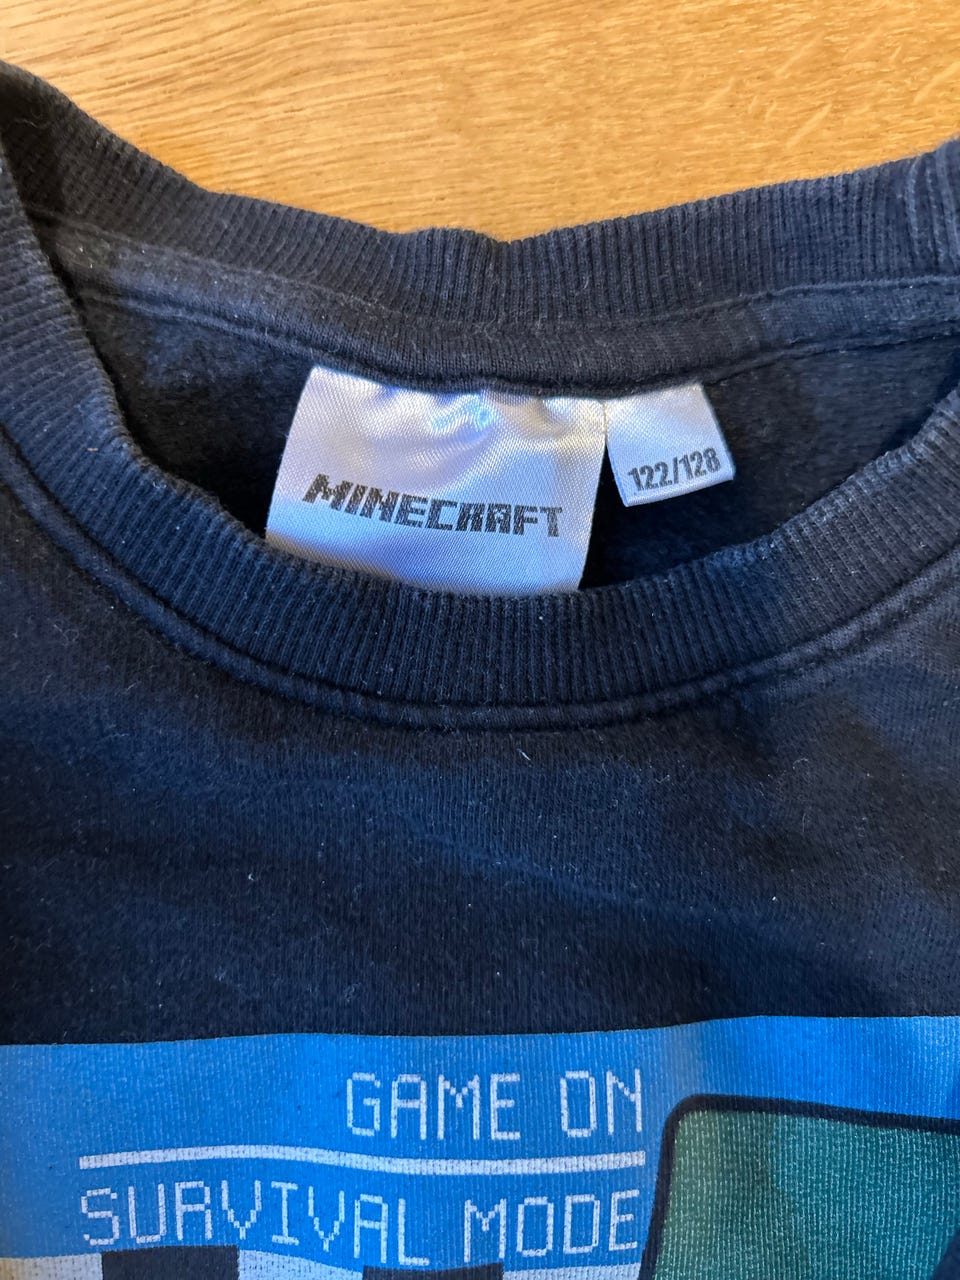 MINECRAFT
122/128
GAME ON
SURVIVAL MODE